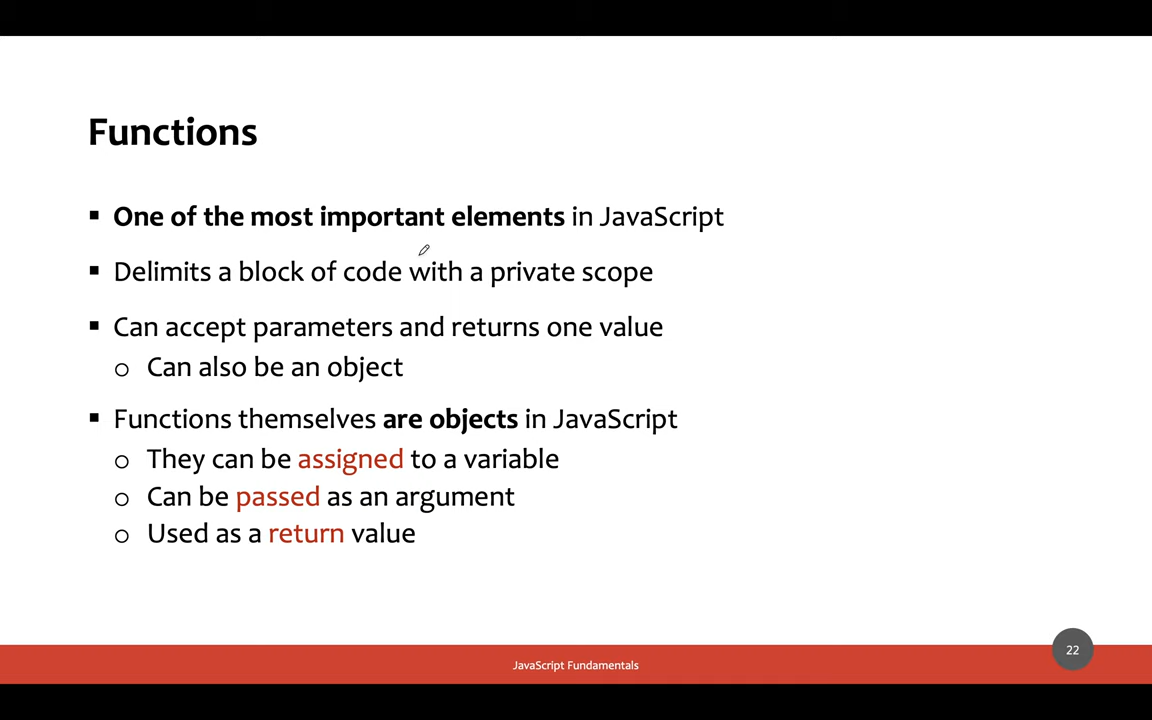 Functions
▪ One of the most important elements in JavaScript
▪ Delimits a block of code with a private scope
▪ Can accept parameters and returns one value
o Can also be an object
▪ Functions themselves are objects in JavaScript
o They can be assigned to a variable
o Can be passed as an argument
o Used as a return value
22
JavaScript Fundamentals